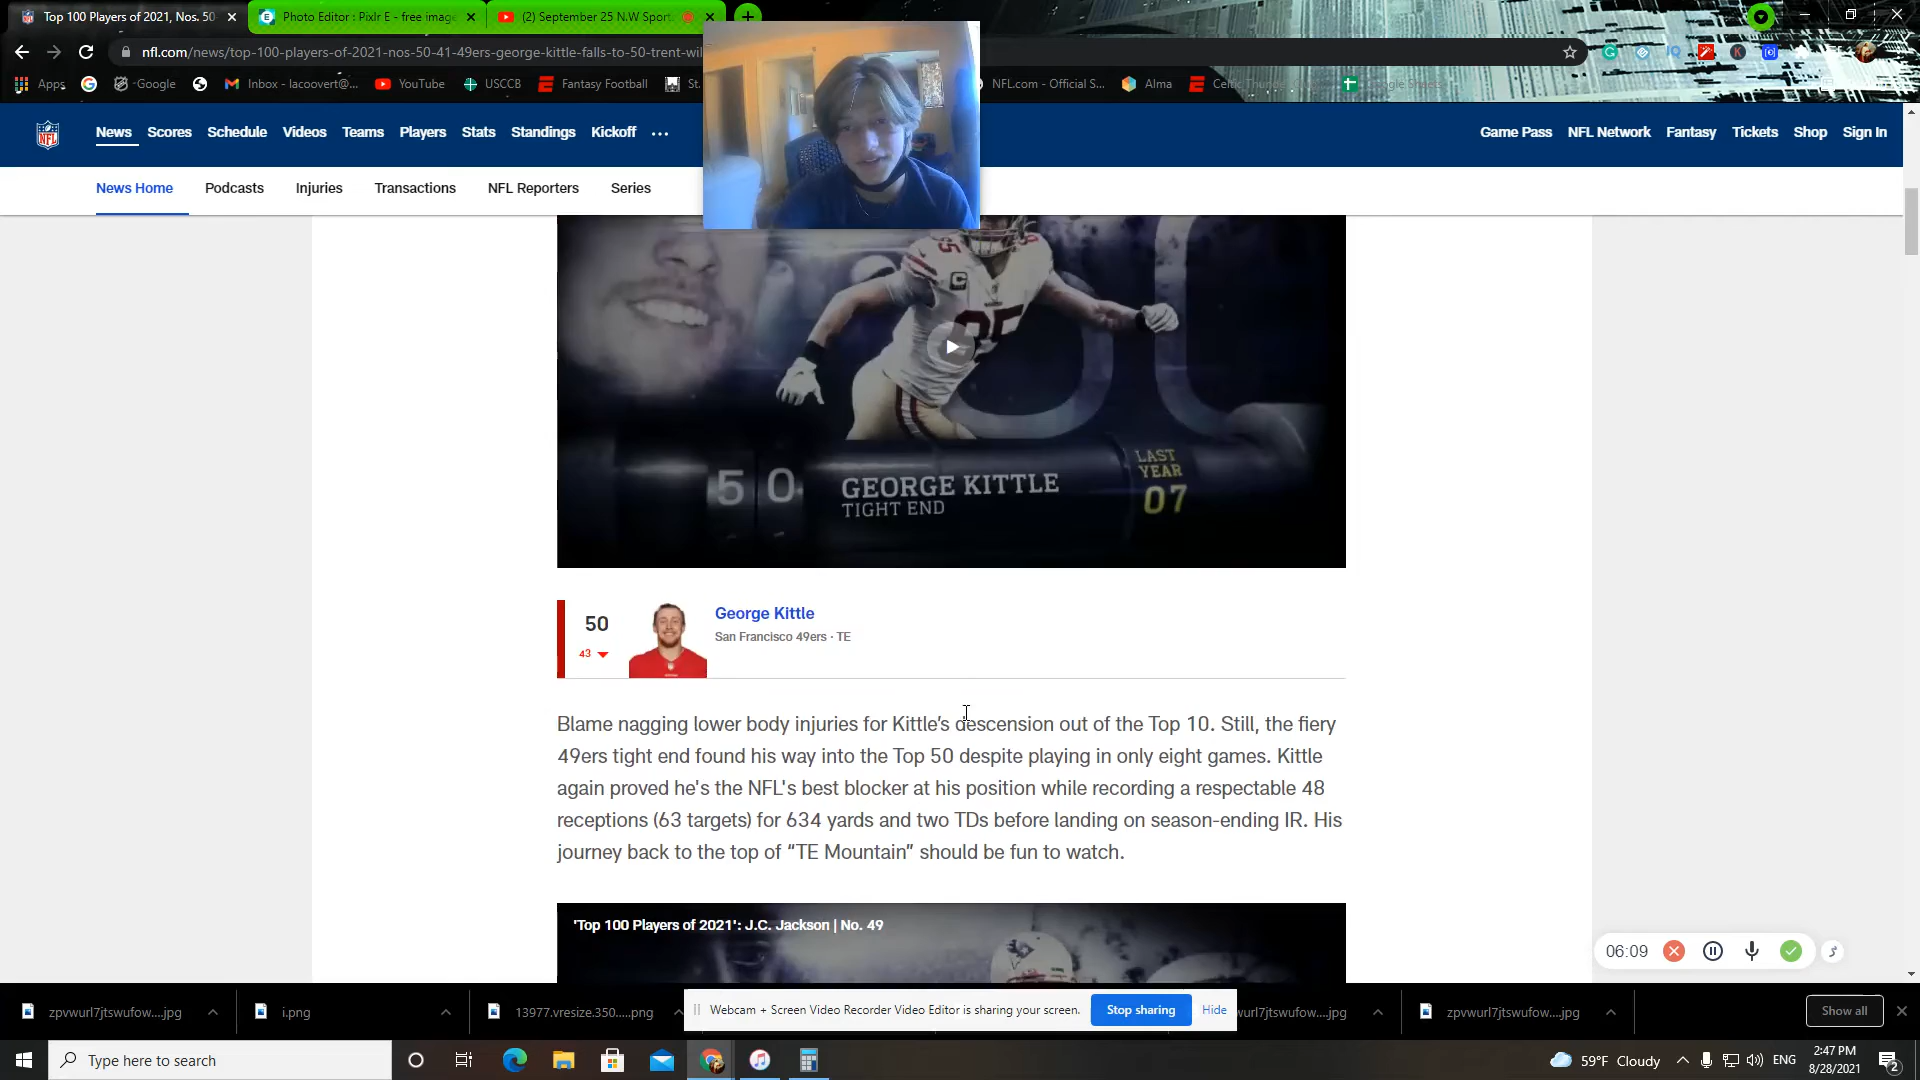 Top 100 Players of 2021, Nos. 50
Photo Editor : Pixlr E - free image
(2) September 25 N.W Sport
nfl.com/news/top-100-players-of-2021-nos-50-41-49ers-george-kittle-falls-to-50-trent-wil
Apps
-Google
Inbox - lacoovert@...
YouTube
USCCB
Fantasy Football
St.
NFL.com - Official S...
Alma
Celtic Thunde
Google Sheets
News Scores Schedule Videos Teams Players Stats Standings Kickoff ...
Game Pass NFL Network Fantasy Tickets Shop Sign In
News Home Podcasts Injuries Transactions NFL Reporters Series
50
GEORGE KITTLE
TIGHT END
LAST
YEAR
07
50
43
George Kittle
San Francisco 49ers · TE
Blame nagging lower body injuries for Kittle's descension out of the Top 10. Still, the fiery
49ers tight end found his way into the Top 50 despite playing in only eight games. Kittle
again proved he's the NFL's best blocker at his position while recording a respectable 48
receptions (63 targets) for 634 yards and two TDs before landing on season-ending IR. His
journey back to the top of “TE Mountain” should be fun to watch.
'Top 100 Players of 2021': J.C. Jackson | No. 49
06:09
zpvwurl7jtswufow....jpg
i.png
13977.vresize.350.....png
Webcam + Screen Video Recorder Video Editor is sharing your screen.
Stop sharing
Hide
wurl7jtswufow....jpg
zpvwurl7jtswufow....jpg
Show all
Type here to search
59°F Cloudy
ENG
2:47 PM
8/28/2021
2